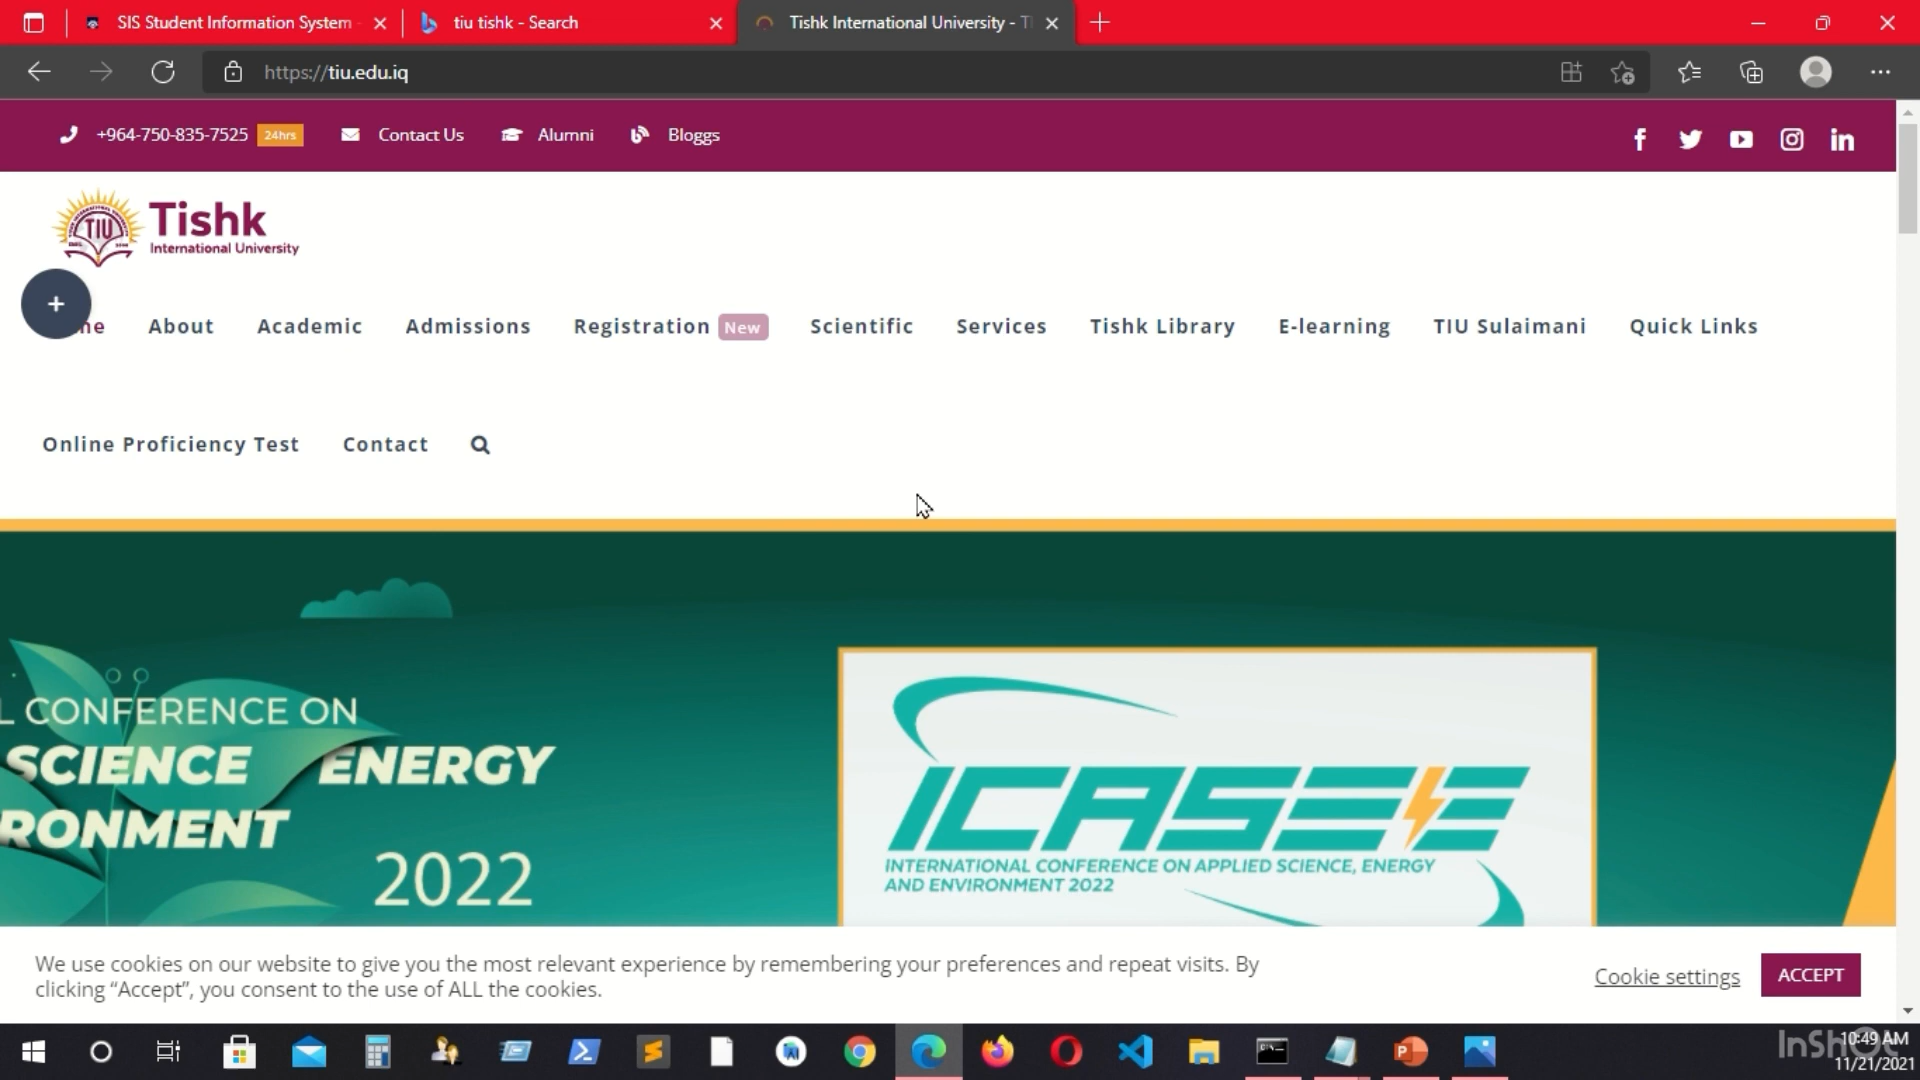 SIS Student Information System
tiu tishk - Search
Tishk International University - T
https://tiu.edu.iq
+964-750-835-7525 24hrs Contact Us Alumni Bloggs
TIU
Tishk
International University
About Academic Admissions Registration New Scientific Services Tishk Library E-learning TIU Sulaimani Quick Links
Online Proficiency Test Contact
L CONFERENCE ON
SCIENCE ENERGY
RONMENT
2022
ICASEE
INTERNATIONAL CONFERENCE ON APPLIED SCIENCE, ENERGY
AND ENVIRONMENT 2022
We use cookies on our website to give you the most relevant experience by remembering your preferences and repeat visits. By
clicking “Accept”, you consent to the use of ALL the cookies.
Cookie settings
ACCEPT
InShOt
10:49 AM
11/21/2021